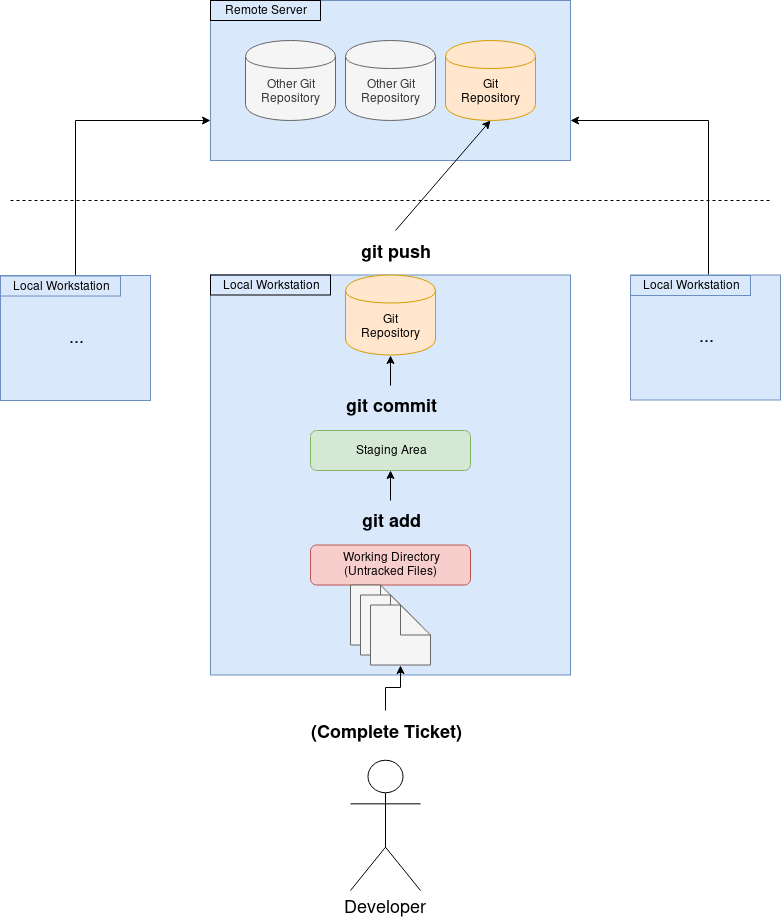 Remote Server
Other Git
Repository
Other Git
Repository
Git
Repository
git push
Local Workstation
...
Local Workstation
Git
Repository
Local Workstation
...
git commit
Staging Area
git add
Working Directory
(Untracked Files)
(Complete Ticket)
Developer